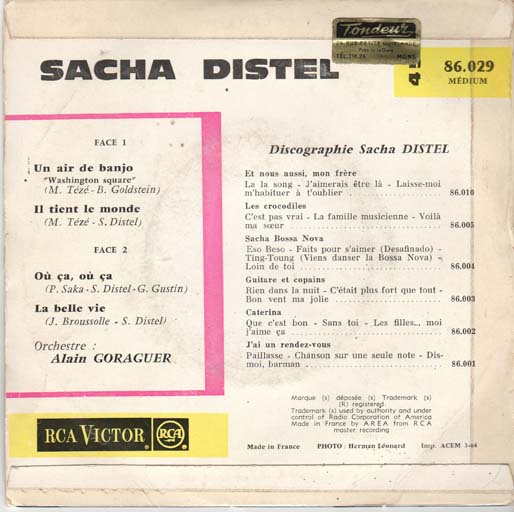 Tondeur
MONS
SACHA DISTEL
86.029
MÉDIUM
FACE 1
Un air de banjo
"Washington square"
(M. Tézé - B. Goldstein)
Il tient le monde
(M. Tézé - S. Distel)
FACE 2
Où ça, où ça
(P. Saka - S. Distel - G. Gustin)
La belle vie
(J. Broussolle - S. Distel)
Orchestre :
Alain GORAGUER
Discographie Sacha DISTEL
Et nous aussi, mon frère
La la song - J'aimerais être là - Laisse-moi
m'habituer à t'oublier . 86.010
Les crocodiles
C'est pas vrai - La famille musicienne - Voilà
ma sœur . 86.005
Sacha Bossa Nova
Eso Beso - Faits pour s'aimer (Desafinado) -
Ting-Toung (Viens danser la Bossa Nova) -
Loin de toi 86.004
Guitare et copains
Rien dans la nuit - C'était plus fort que tout -
Bon vent ma jolie . 86.003
Caterina
Que c'est bon - Sans toi - Les filles... moi
j'aime ça 86.002
J'ai un rendez-vous
Paillasse - Chanson sur une seule note - Dis-
moi, barman . 86.001
Marque (s) déposée (s) Trademark (s)
(R) registered
Trademark (s) used by authority and under
control of Radio Corporation of America
Made in France by AREA from RCA
master recording
RCA VICTOR RCA
Made in France PHOTO : Herman Léonard Imp. ACEM 3-64